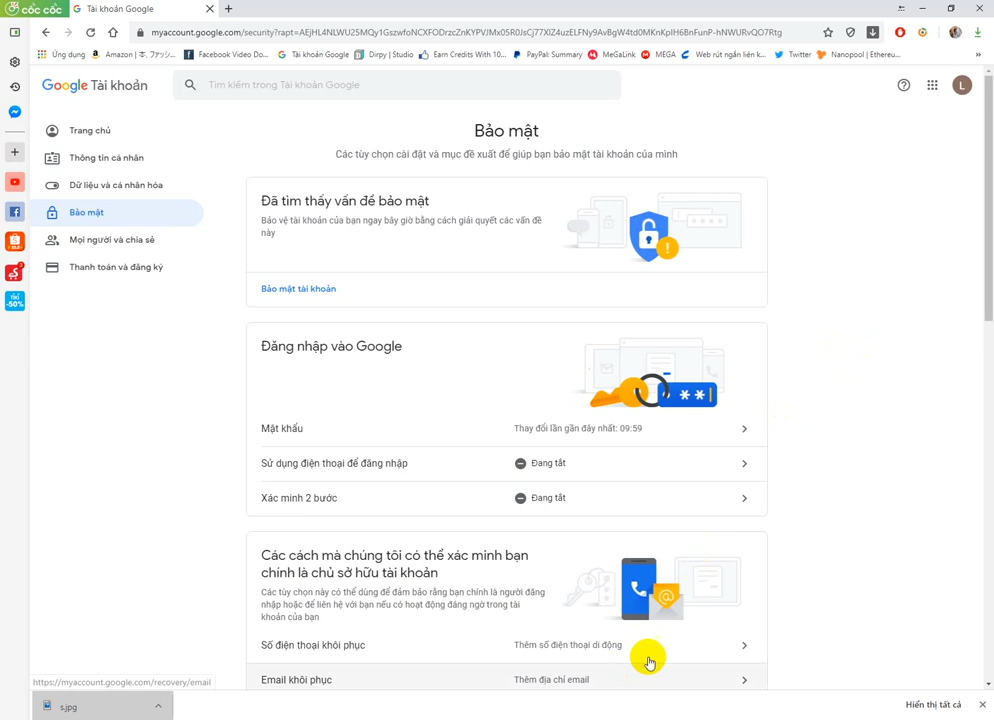 cốc cốc
Tài khoản Google
myaccount.google.com/security?rapt=AEjHL4NLWU25MQy1GszwfoNCXFODrzcZnKYPVJMx05R0JsCj77XIZ4uzELFNy9AvBgW4td0MKnKpIH6BnFunP-hNWURvQO7Rtg
Ứng dụng
Amazon | 本, ファッシ...
Facebook Video Do...
Tài khoản Google
Dirpy | Studio
Earn Credits With 10...
PayPal: Summary
MeGaLink
MEGA
Web rút ngắn liên k...
Twitter
Nanopool | Ethereu...
Google Tài khoản
Tìm kiếm trong Tài khoản Google
L
Trang chủ
Thông tin cá nhân
Dữ liệu và cá nhân hóa
Bảo mật
Mọi người và chia sẻ
Thanh toán và đăng ký
-50%
Bảo mật
Các tùy chọn cài đặt và mục đề xuất để giúp bạn bảo mật tài khoản của mình
Đã tìm thấy vấn đề bảo mật
Bảo vệ tài khoản của bạn ngay bây giờ bằng cách giải quyết các vấn đề
này
Bảo mật tài khoản
Đăng nhập vào Google
Mật khẩu
Thay đổi lần gần đây nhất: 09:59
Sử dụng điện thoại để đăng nhập
Đang tắt
Xác minh 2 bước
Đang tắt
Các cách mà chúng tôi có thể xác minh bạn
chính là chủ sở hữu tài khoản
Các tùy chọn này có thể dùng để đảm bảo rằng bạn chính là người đăng
nhập hoặc để liên hệ với bạn nếu có hoạt động đáng ngờ trong tài
khoản của bạn
Số điện thoại khôi phục
Thêm số điện thoại di động
Email khôi phục
Thêm địa chỉ email
https://myaccount.google.com/recovery/email
s.jpg
Hiển thị tất cả